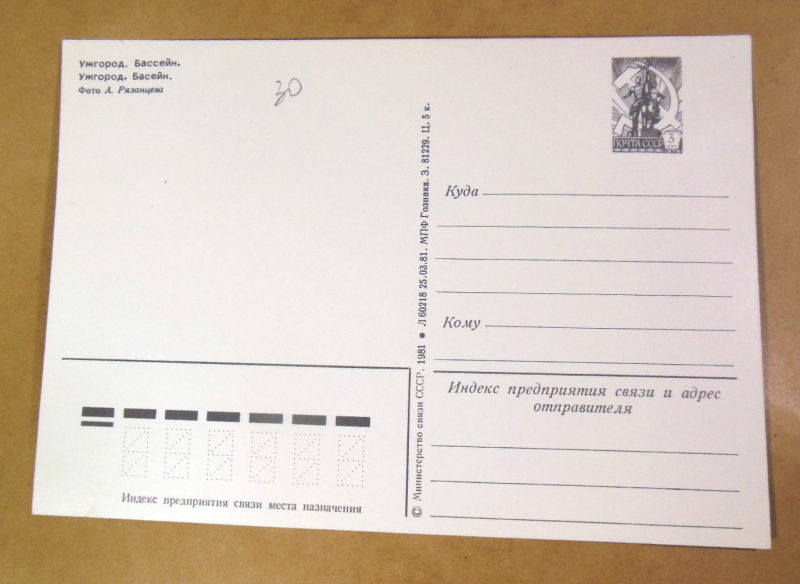 Ужгород. Бассейн.
Ужгород. Басейн.
Фото А. Рязанцева
30
ПОЧТА СССР 3
Куда
Кому
Индекс предприятия связи и адрес
отправителя
© Министерство связи СССР, 1981 ● Л 60218 25.03.81. МПФ Гознака. З. 81229. Ц. 5 к.
Индекс предприятия связи места назначения